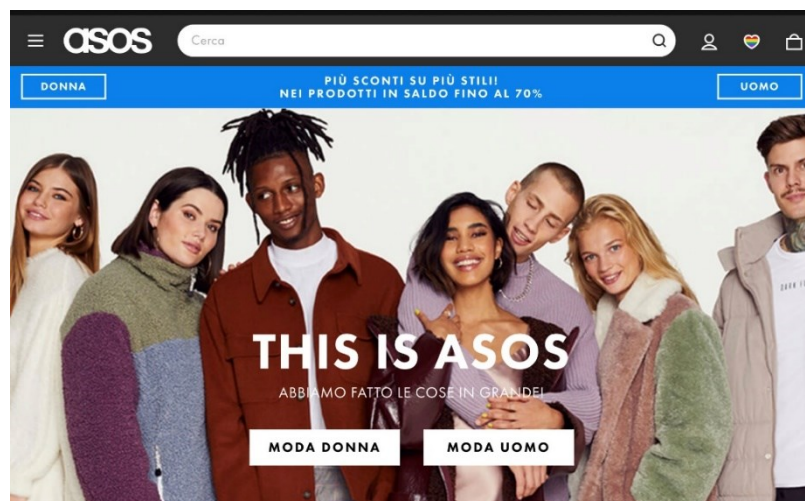 asos
Cerca
DONNA
PIÙ SCONTI SU PIÙ STILI!
NEI PRODOTTI IN SALDO FINO AL 70%
UOMO
THIS IS ASOS
ABBIAMO FATTO LE COSE IN GRANDE!
MODA DONNA
MODA UOMO